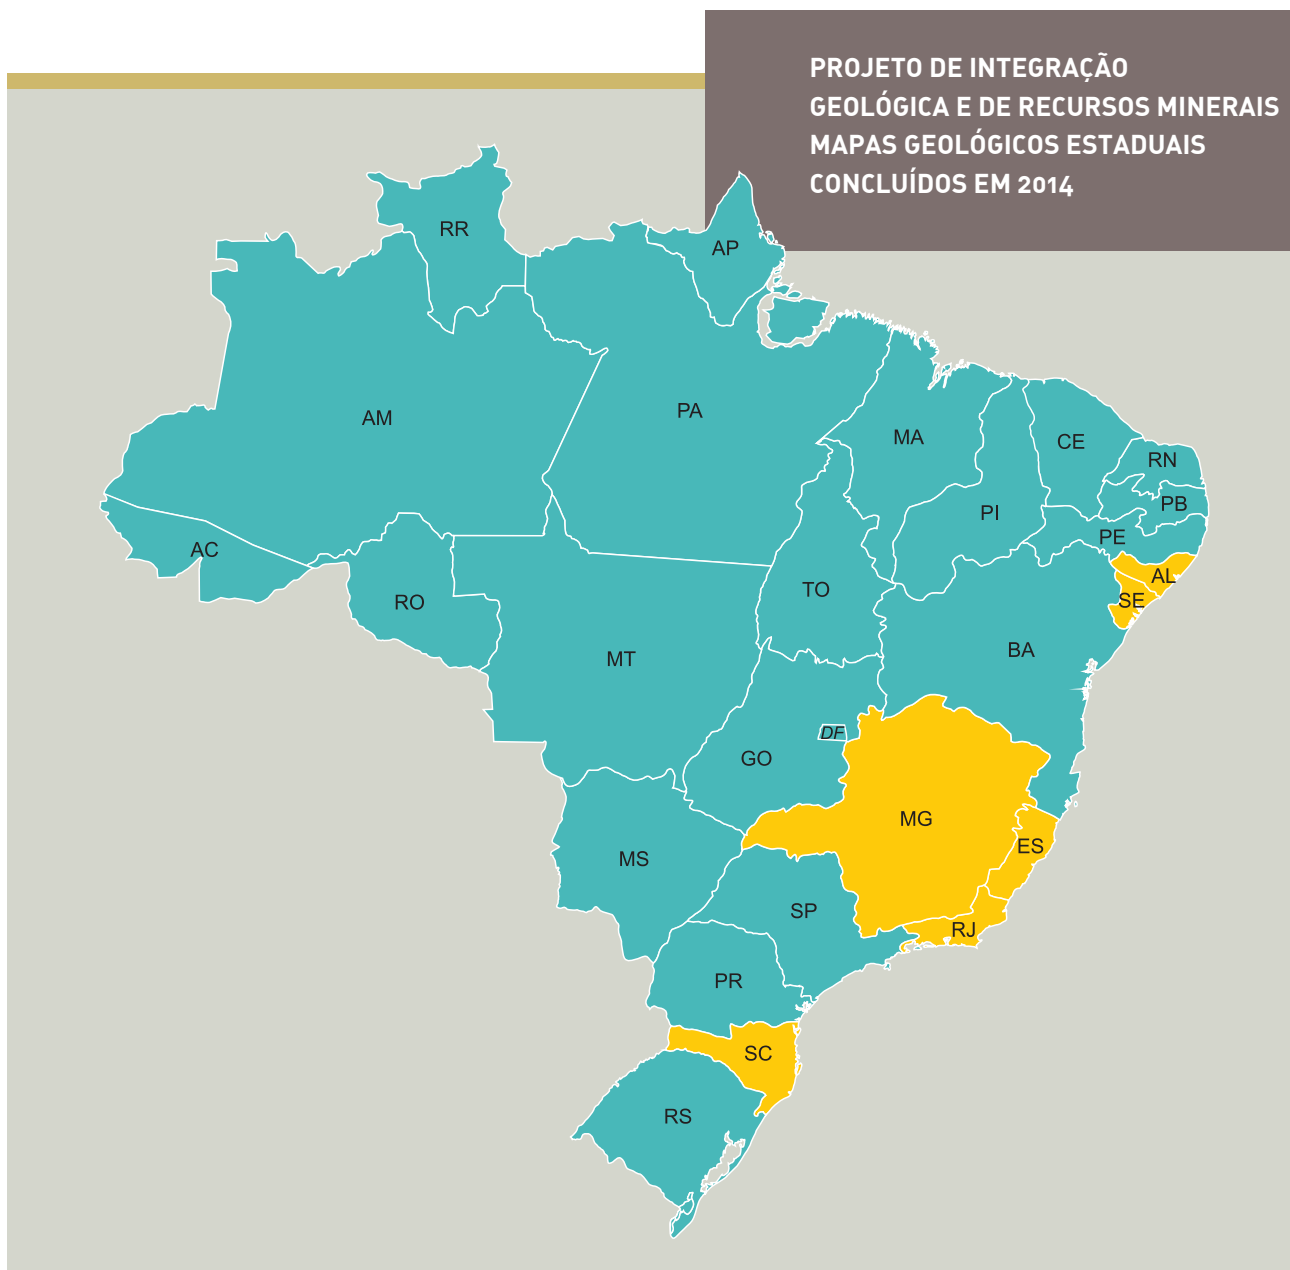 PROJETO DE INTEGRAÇÃO
GEOLÓGICA E DE RECURSOS MINERAIS
MAPAS GEOLÓGICOS ESTADUAIS
CONCLUÍDOS EM 2014
RR
AP
AM
PA
MA
CE
RN
PB
PI
PE
AC
AL
TO
SE
RO
BA
MT
DF
GO
MG
ES
MS
SP
RJ
PR
SC
RS